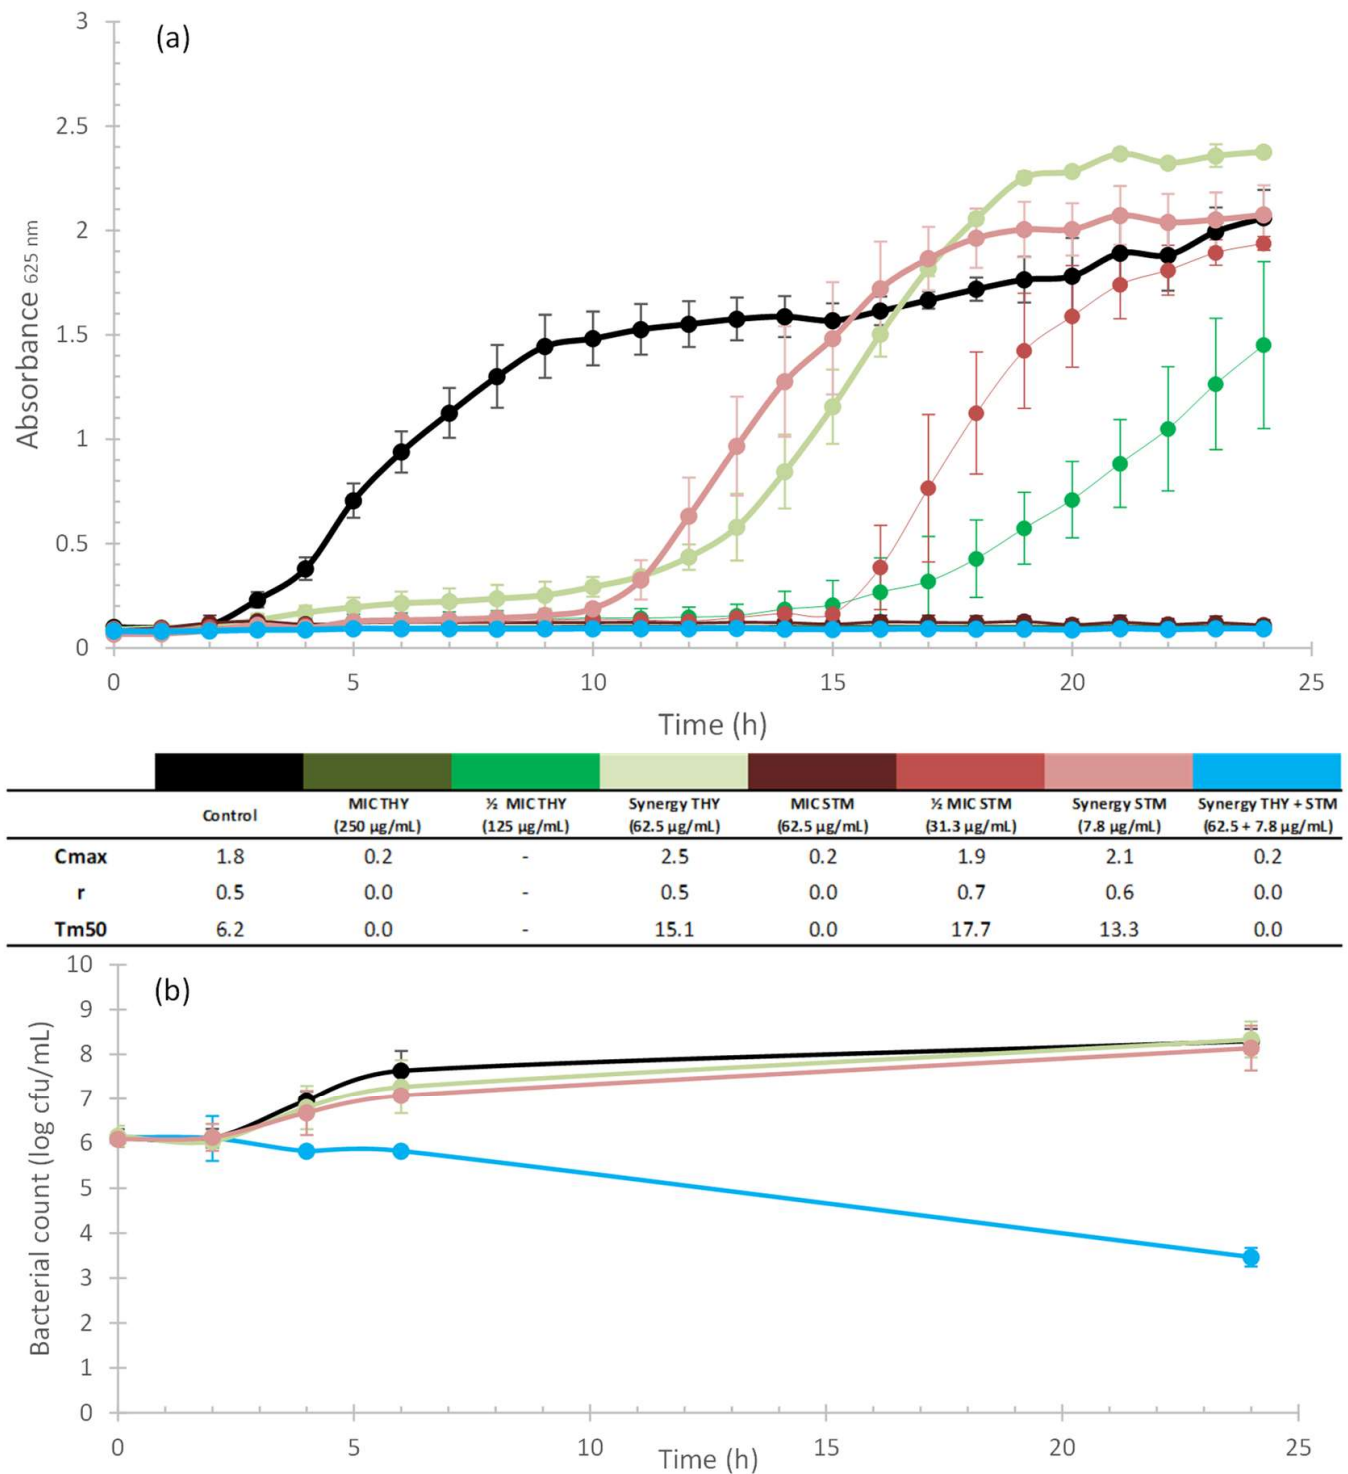 (a)
3
2.5
2
1.5
1
0.5
0
Absorbance 625 nm
0 5 10 15 20 25
Time (h)
Control MIC THY (250 µg/mL) ½ MIC THY (125 µg/mL) Synergy THY (62.5 µg/mL) MIC STM (62.5 µg/mL) ½ MIC STM (31.3 µg/mL) Synergy STM (7.8 µg/mL) Synergy THY + STM (62.5 + 7.8 µg/mL)
Cmax 1.8 0.2 - 2.5 0.2 1.9 2.1 0.2
r 0.5 0.0 - 0.5 0.0 0.7 0.6 0.0
Tm50 6.2 0.0 - 15.1 0.0 17.7 13.3 0.0
(b)
10
9
8
7
6
5
4
3
2
1
0
Bacterial count (log cfu/mL)
0 5 10 15 20 25
Time (h)